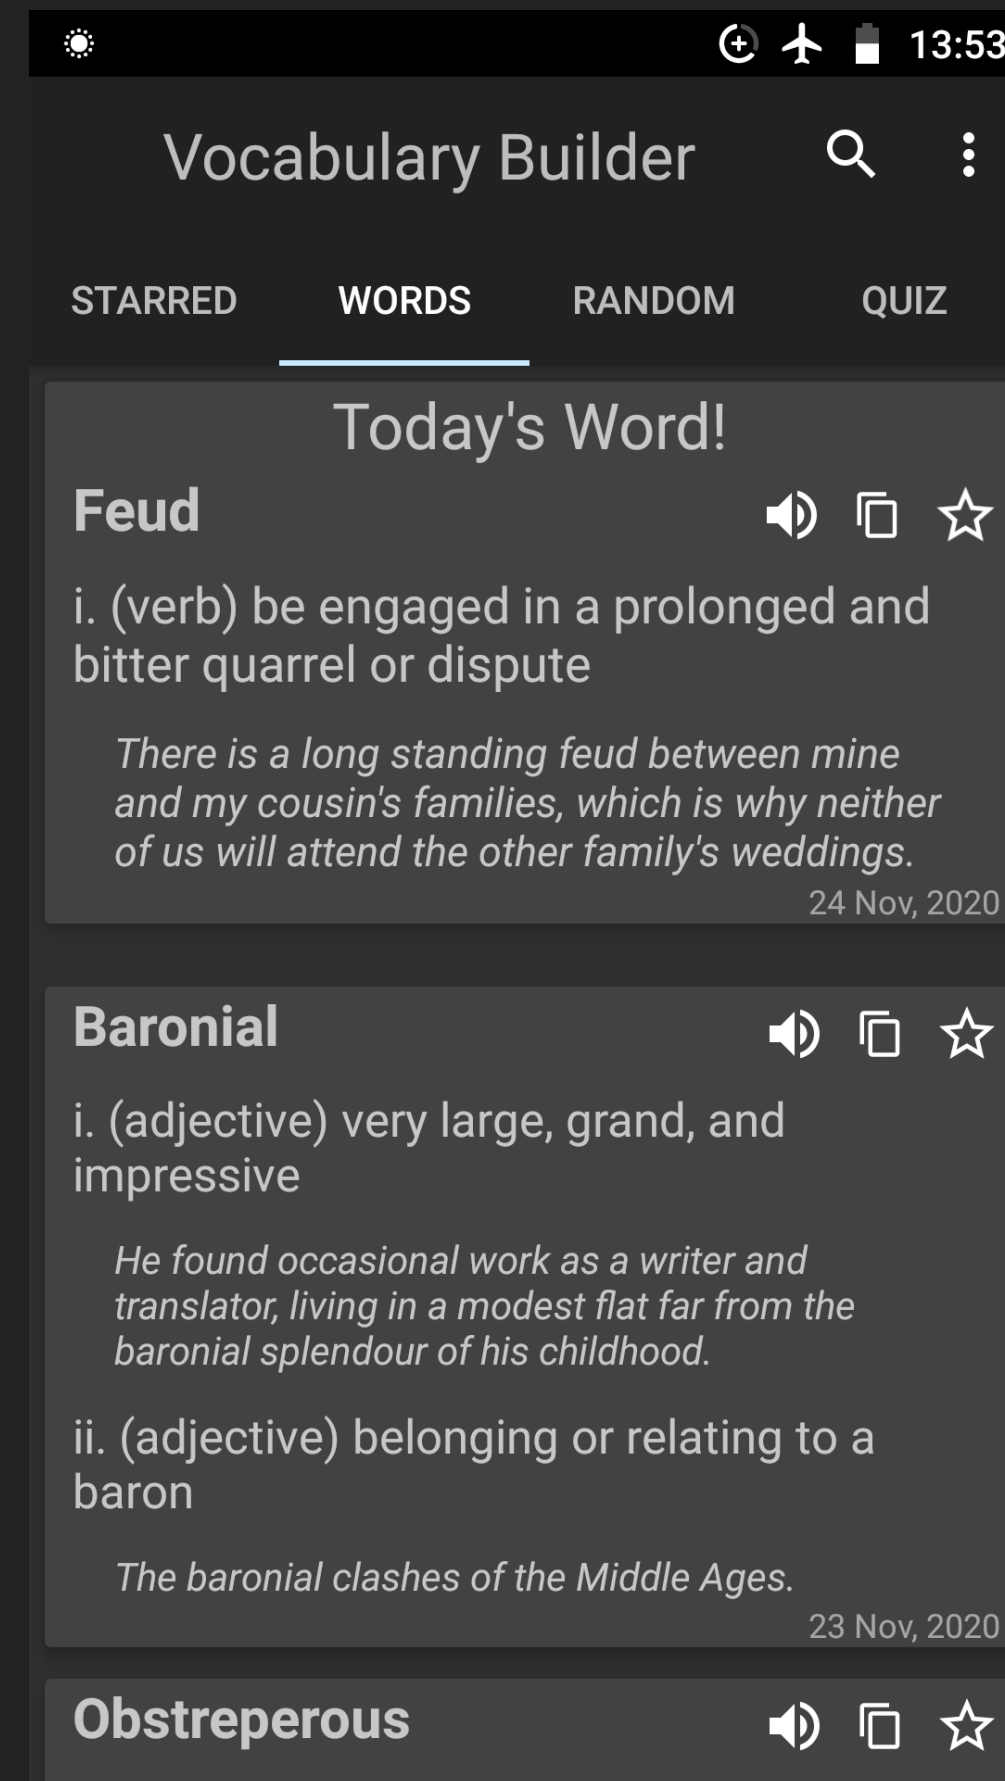 13:53
Vocabulary Builder
STARRED WORDS RANDOM QUIZ
Today's Word!
Feud
i. (verb) be engaged in a prolonged and
bitter quarrel or dispute
There is a long standing feud between mine
and my cousin's families, which is why neither
of us will attend the other family's weddings.
24 Nov, 2020
Baronial
i. (adjective) very large, grand, and
impressive
He found occasional work as a writer and
translator, living in a modest flat far from the
baronial splendour of his childhood.
ii. (adjective) belonging or relating to a
baron
The baronial clashes of the Middle Ages.
23 Nov, 2020
Obstreperous